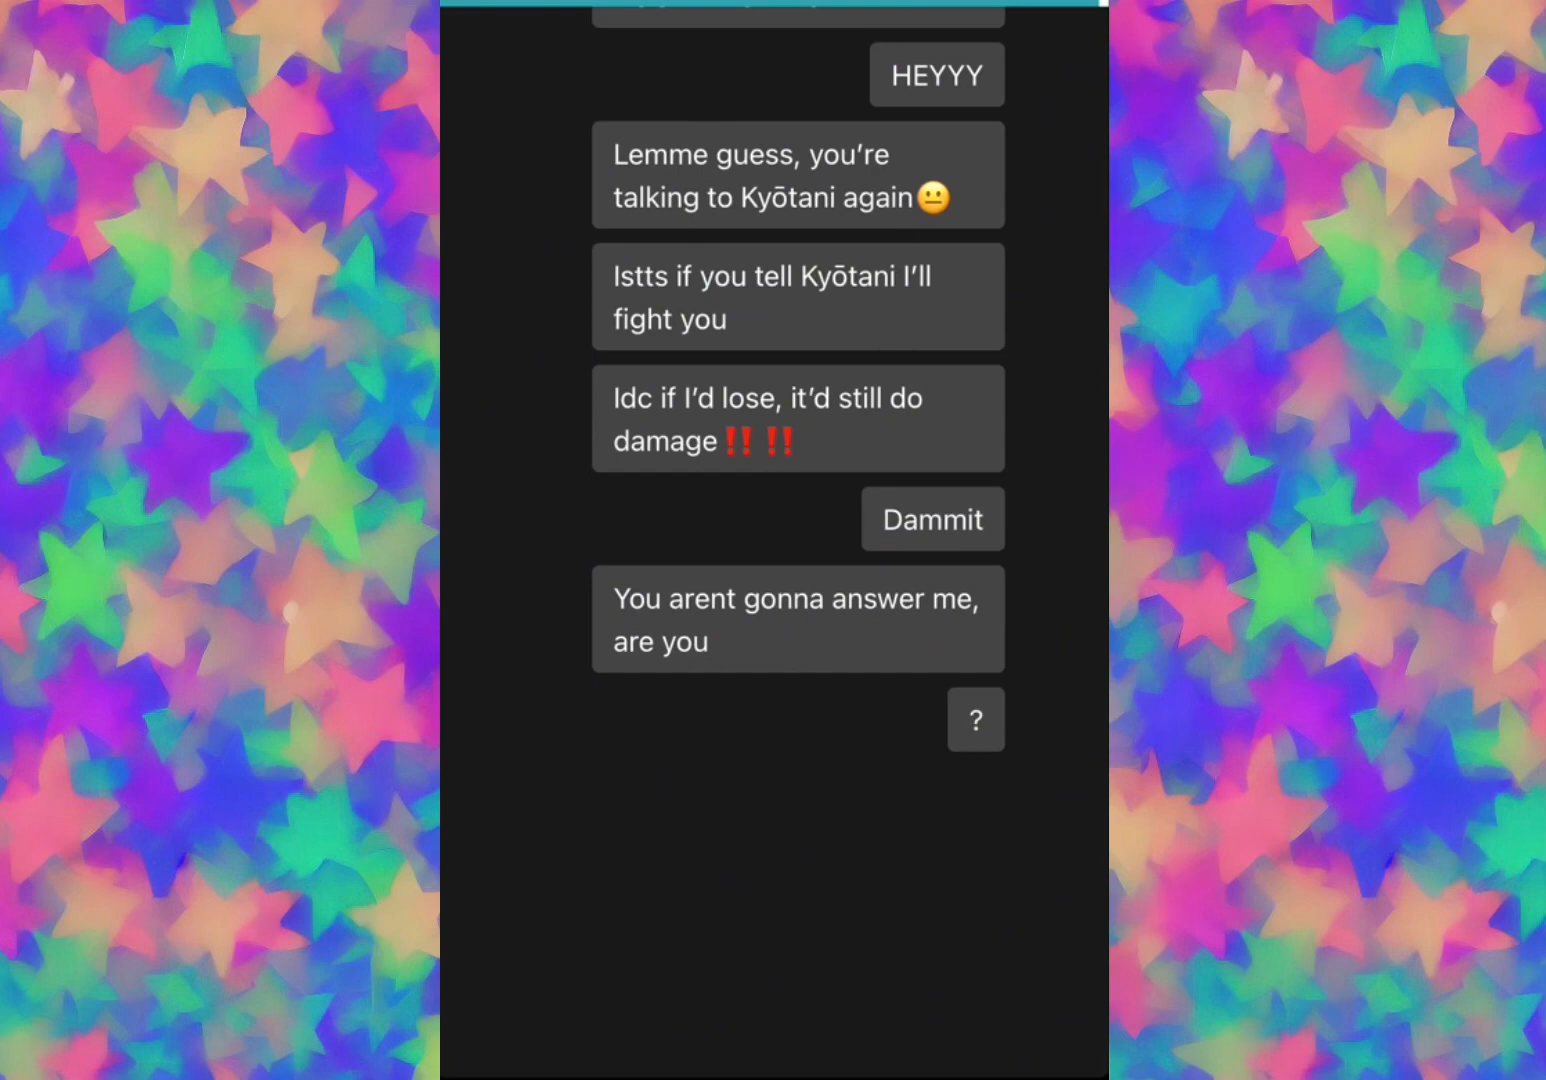 HEYYY
Lemme guess, you’re
talking to Kyōtani again😐
Istts if you tell Kyōtani I’ll
fight you
Idc if I’d lose, it’d still do
damage‼️ ‼️
Dammit
You arent gonna answer me,
are you
?